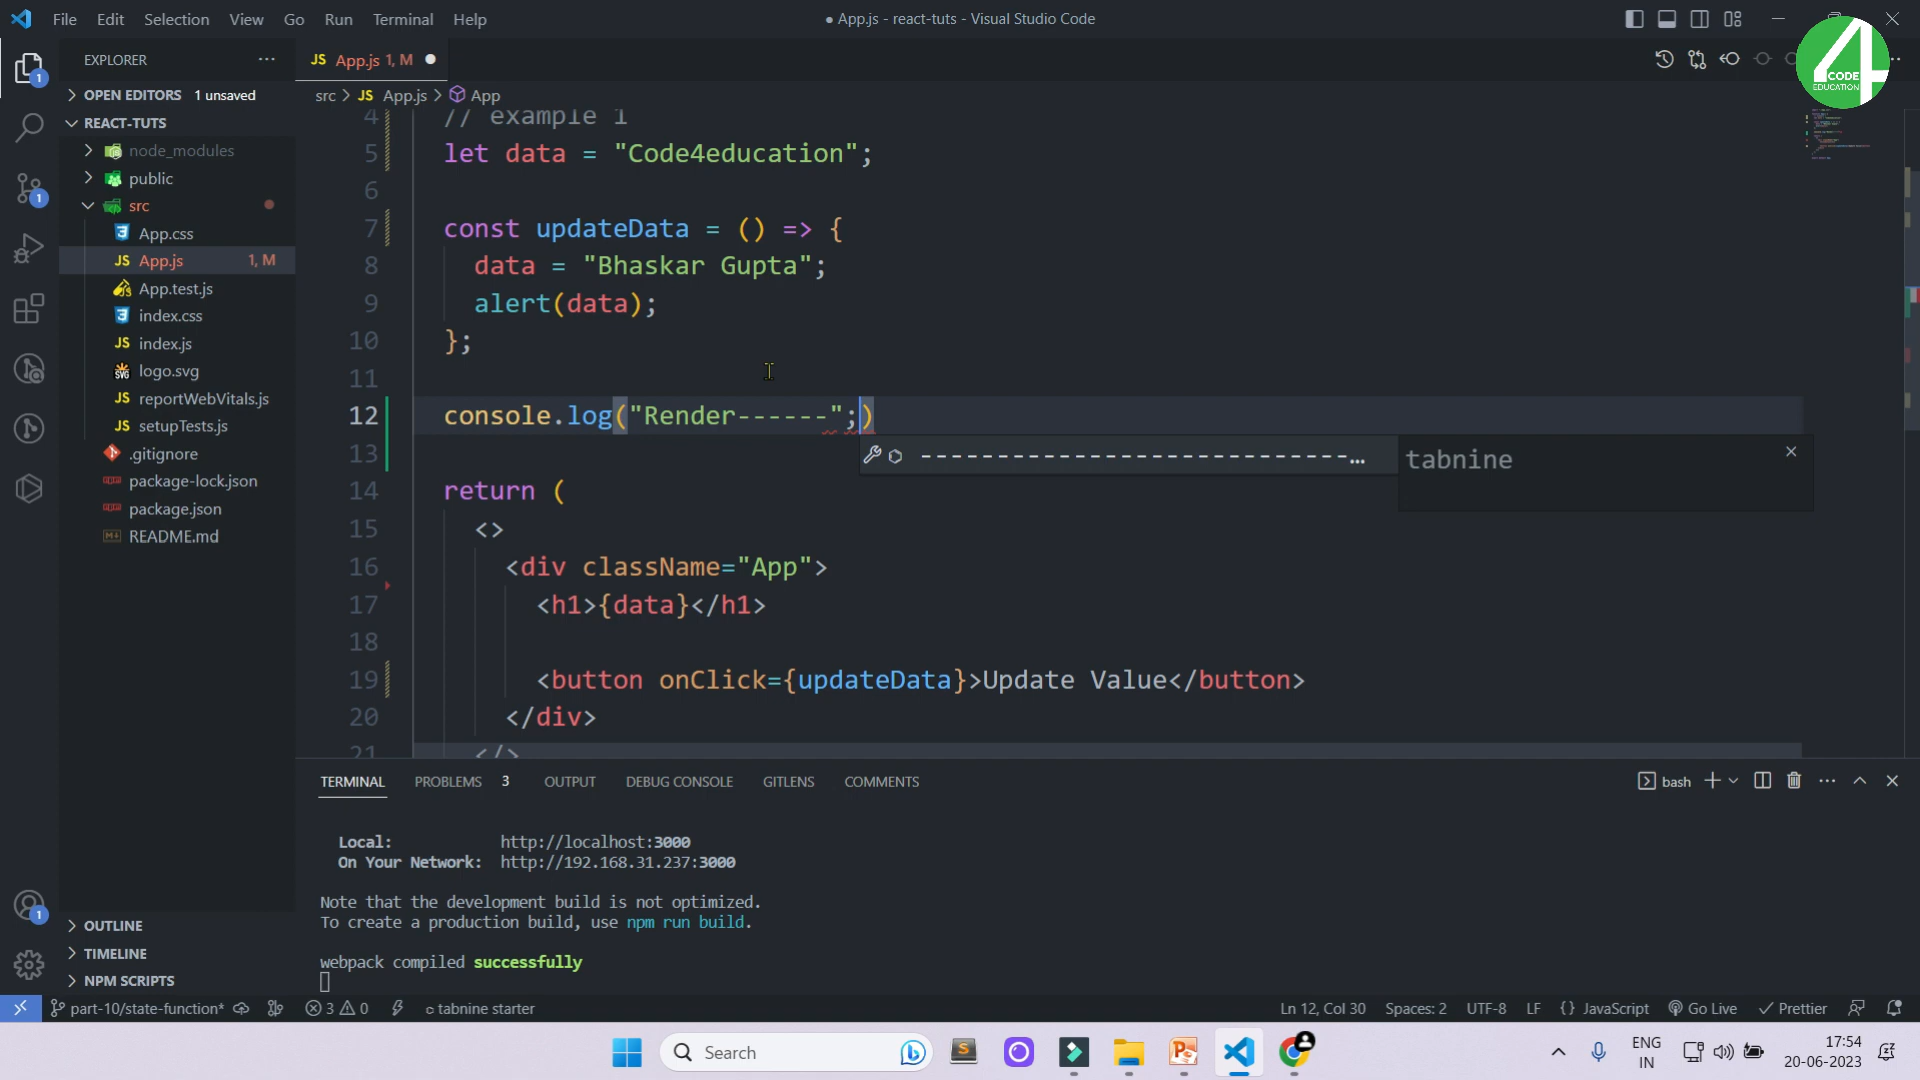 File Edit Selection View Go Run Terminal Help
● App.js - react-tuts - Visual Studio Code
EXPLORER
JS App.js 1, M
4 CODE EDUCATION
OPEN EDITORS 1 unsaved
src > JS App.js > App
REACT-TUTS
node_modules
public
src
App.css
JS App.js 1, M
App.test.js
index.css
JS index.js
SVG logo.svg
JS reportWebVitals.js
JS setupTests.js
.gitignore
package-lock.json
package.json
README.md
4 // example 1
5 let data = "Code4education";
6
7 const updateData = () => {
8 data = "Bhaskar Gupta";
9 alert(data);
10 };
11
12 console.log("Render------";)
13
--------------------------...
tabnine
14 return (
15 <>
16 <div className="App">
17 <h1>{data}</h1>
18
19 <button onClick={updateData}>Update Value</button>
20 </div>
21 </>
TERMINAL PROBLEMS 3 OUTPUT DEBUG CONSOLE GITLENS COMMENTS
bash
Local: http://localhost:3000
On Your Network: http://192.168.31.237:3000
Note that the development build is not optimized.
To create a production build, use npm run build.
webpack compiled successfully
OUTLINE
TIMELINE
NPM SCRIPTS
part-10/state-function* 3 0 tabnine starter
Ln 12, Col 30 Spaces: 2 UTF-8 LF {} JavaScript Go Live Prettier
Search
ENG
IN
17:54
20-06-2023